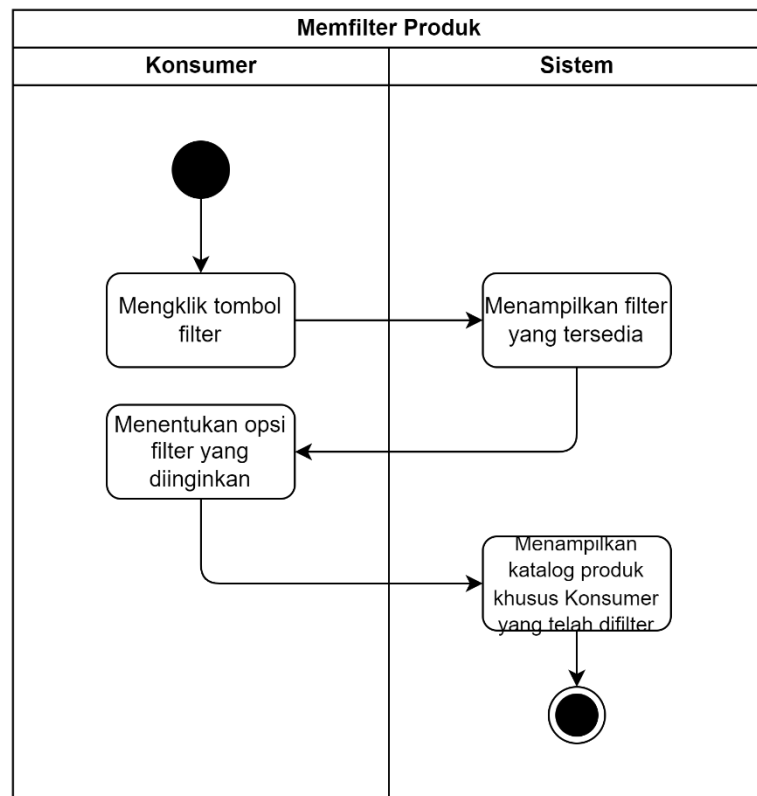 Memfilter Produk
Konsumer
Sistem
Mengklik tombol
filter
Menampilkan filter
yang tersedia
Menentukan opsi
filter yang
diinginkan
Menampilkan
katalog produk
khusus Konsumer
yang telah difilter